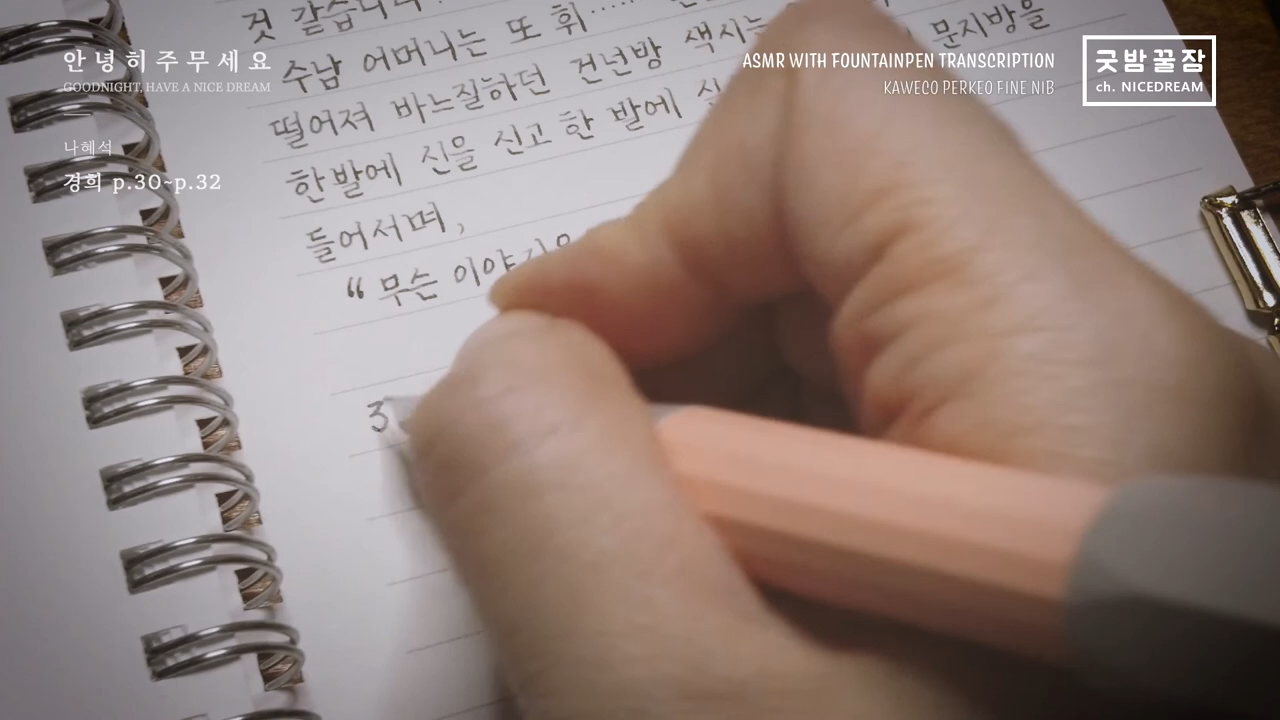 안녕히주무세요
GOODNIGHT, HAVE A NICE DREAM
나혜석
경희 p.30~p.32
ASMR WITH FOUNTAINPEN TRANSCRIPTION
KAWECO PERKEO FINE NIB
굿밤꿀잠
ch. NICEDREAM
것 같습니다
수남 어머니는 또 휘……
떨어져 바느질하던 건넌방 색시는 문지방을
한 발에 신을 신고 한 발에
들어서며,
“ 무슨 이야기를
3